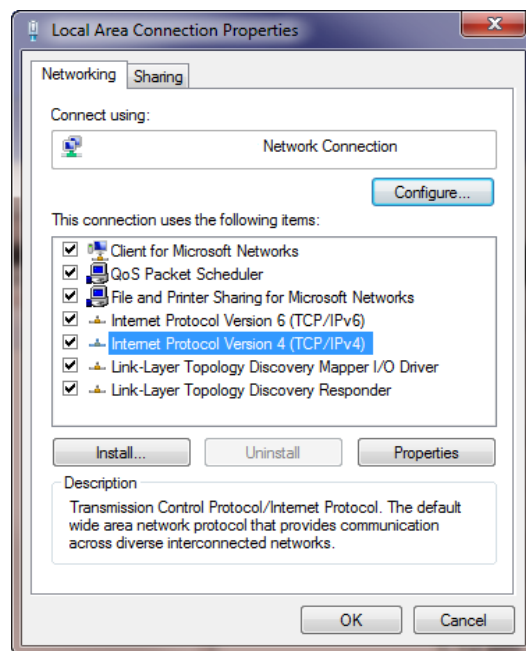 Local Area Connection Properties
Networking
Sharing
Connect using:
Network Connection
Configure...
This connection uses the following items:
Client for Microsoft Networks
QoS Packet Scheduler
File and Printer Sharing for Microsoft Networks
Internet Protocol Version 6 (TCP/IPv6)
Internet Protocol Version 4 (TCP/IPv4)
Link-Layer Topology Discovery Mapper I/O Driver
Link-Layer Topology Discovery Responder
Install...
Uninstall
Properties
Description
Transmission Control Protocol/Internet Protocol. The default
wide area network protocol that provides communication
across diverse interconnected networks.
OK
Cancel